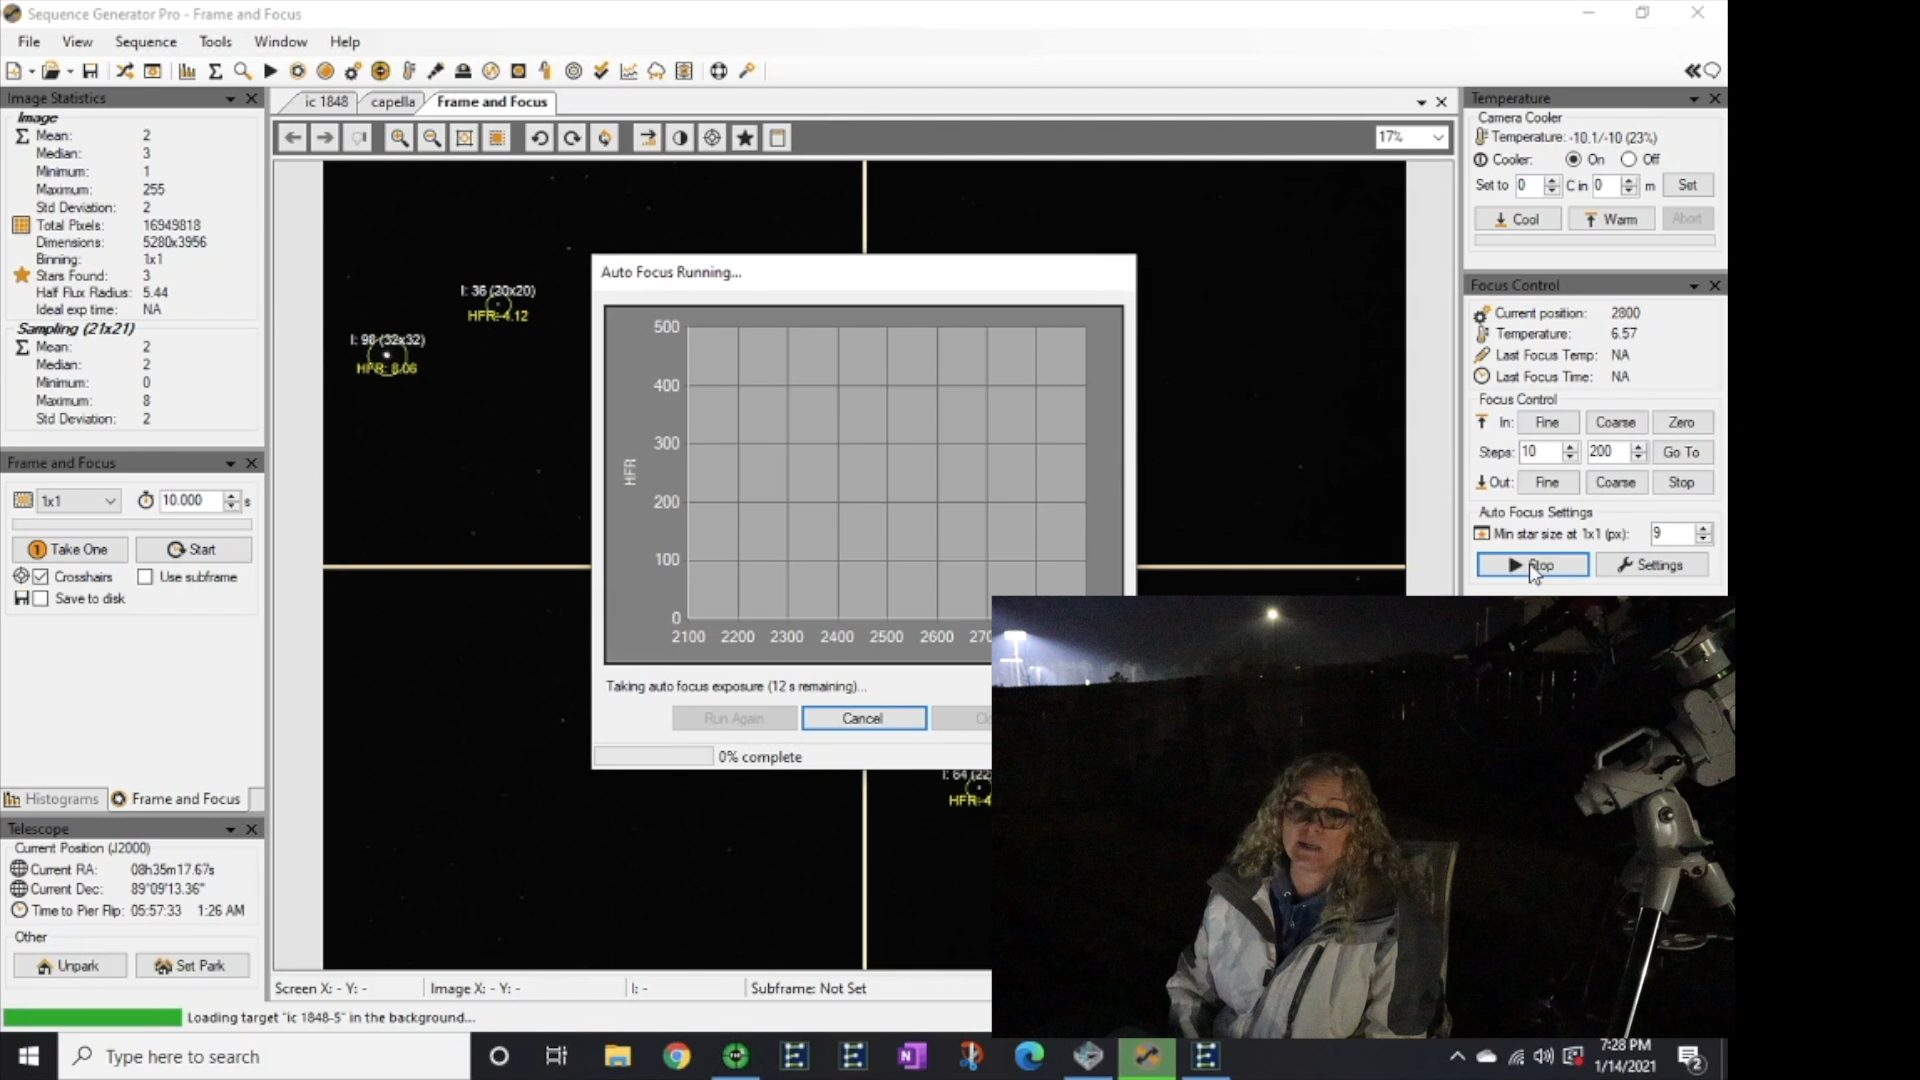 Sequence Generator Pro - Frame and Focus
File View Sequence Tools Window Help
Image Statistics
Image
Mean: 2
Median: 3
Minimum: 1
Maximum: 255
Std Deviation: 2
Total Pixels: 16949818
Dimensions: 5280x3956
Binning: 1x1
Stars Found: 3
Half Flux Radius: 5.44
Ideal exp time: NA
Sampling (21x21)
Mean: 2
Median: 2
Minimum: 0
Maximum: 8
Std Deviation: 2
Frame and Focus
1x1 10.000 s
Take One Start
Crosshairs Use subframe
Save to disk
Histograms Frame and Focus
Telescope
Current Position (J2000)
Current RA: 08h35m17.67s
Current Dec: 89°09'13.36"
Time to Pier Flip: 05:57:33 1:26 AM
Other
Unpark Set Park
ic 1848 capella Frame and Focus
17%
I: 36 (20x20)
HFR: 4.12
I: 98 (32x32)
HFR: 8.06
Auto Focus Running...
500
400
300
200
100
0
HFR
2100 2200 2300 2400 2500 2600 270
Taking auto focus exposure (12 s remaining)...
Run Again Cancel
0% complete
I: 64 (22
HFR: 4
Screen X: - Y: - Image X: - Y: - I: - Subframe: Not Set
Temperature
Camera Cooler
Temperature: -10.1/-10 (23%)
Cooler: On Off
Set to 0 C in 0 m Set
Cool Warm Abort
Focus Control
Current position: 2800
Temperature: 6.57
Last Focus Temp: NA
Last Focus Time: NA
Focus Control
In: Fine Coarse Zero
Steps: 10 200 Go To
Out: Fine Coarse Stop
Auto Focus Settings
Min star size at 1x1 (px): 9
Stop Settings
Loading target "ic 1848-5" in the background...
Type here to search
7:28 PM
1/14/2021
2